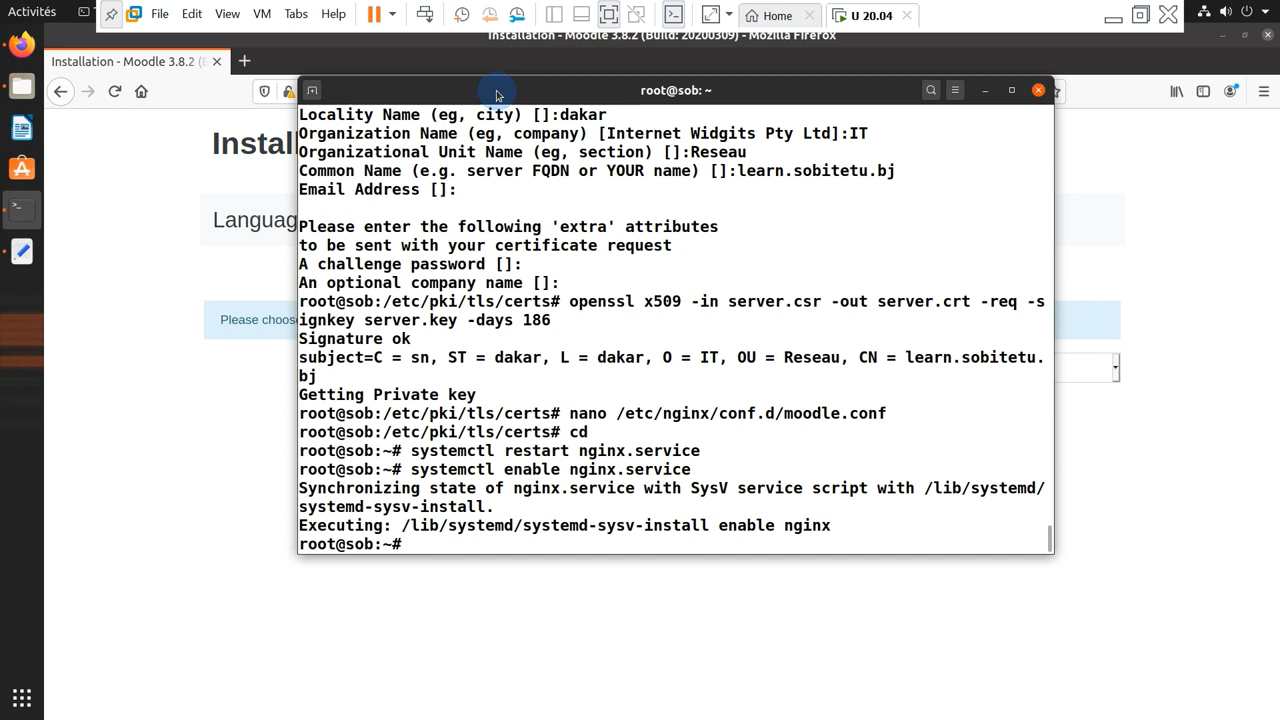 Activités
File Edit View VM Tabs Help
Home
U 20.04
Installation - Moodle 3.8.2 (Build: 20200309) - Mozilla Firefox
Installation - Moodle 3.8.2 (
root@sob: ~
Install
Language
Please choose
Locality Name (eg, city) []:dakar
Organization Name (eg, company) [Internet Widgits Pty Ltd]:IT
Organizational Unit Name (eg, section) []:Reseau
Common Name (e.g. server FQDN or YOUR name) []:learn.sobitetu.bj
Email Address []:
Please enter the following 'extra' attributes
to be sent with your certificate request
A challenge password []:
An optional company name []:
root@sob:/etc/pki/tls/certs# openssl x509 -in server.csr -out server.crt -req -s
ignkey server.key -days 186
Signature ok
subject=C = sn, ST = dakar, L = dakar, O = IT, OU = Reseau, CN = learn.sobitetu.
bj
Getting Private key
root@sob:/etc/pki/tls/certs# nano /etc/nginx/conf.d/moodle.conf
root@sob:/etc/pki/tls/certs# cd
root@sob:~# systemctl restart nginx.service
root@sob:~# systemctl enable nginx.service
Synchronizing state of nginx.service with SysV service script with /lib/systemd/
systemd-sysv-install.
Executing: /lib/systemd/systemd-sysv-install enable nginx
root@sob:~#